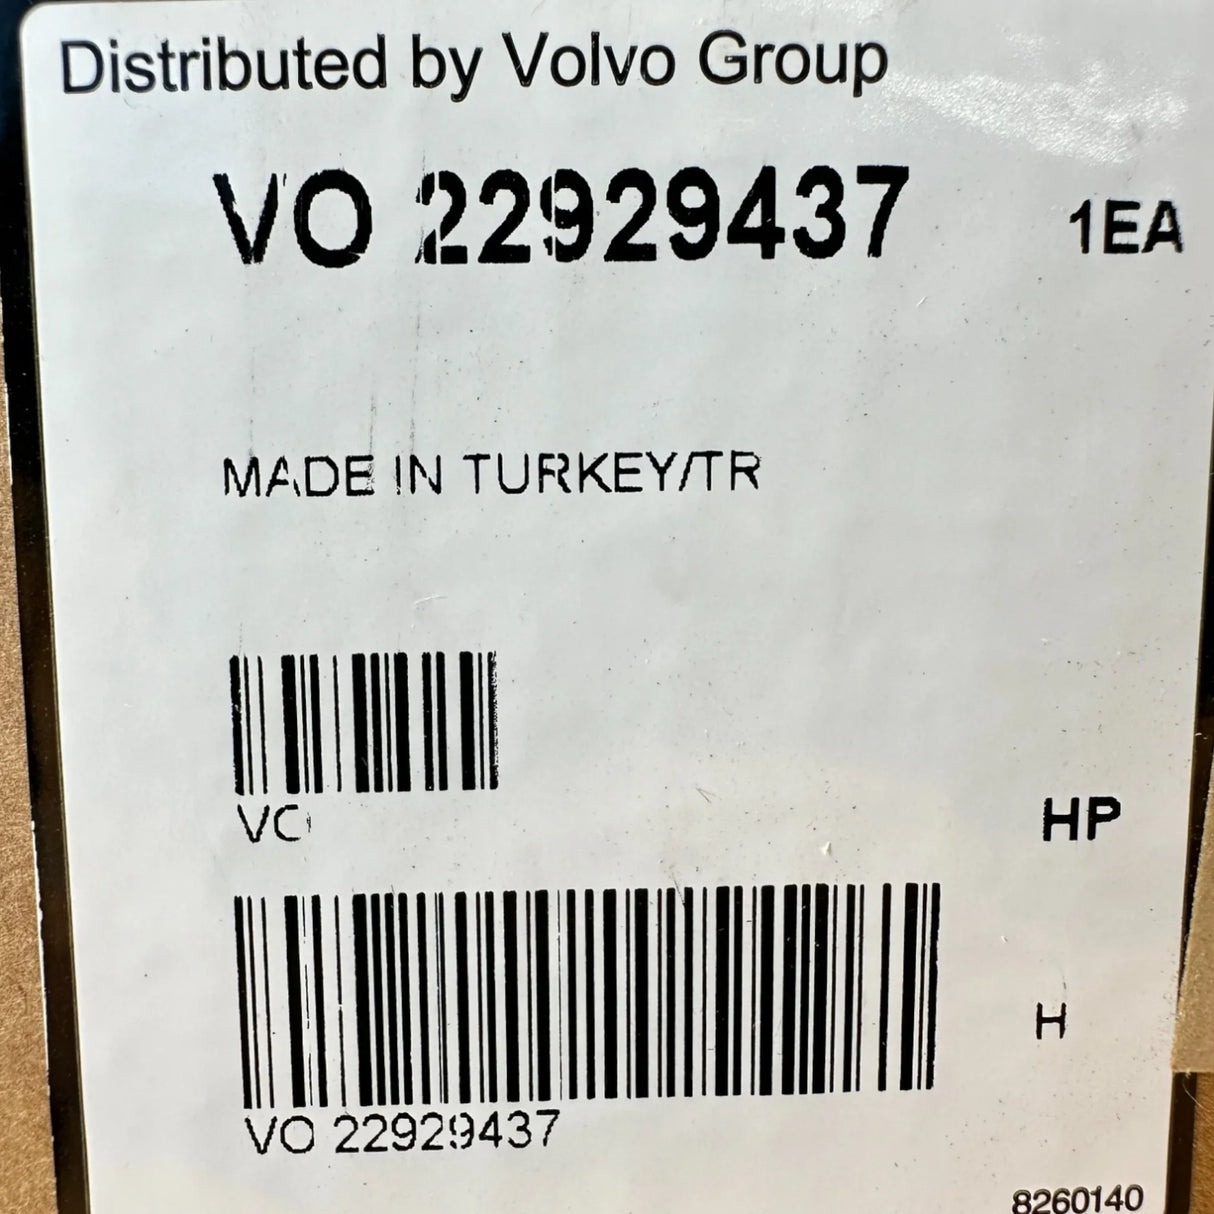 Distributed by Volvo Group
VO 22929437 1EA
MADE IN TURKEY/TR
VO
HP
H
VO 22929437
8260140